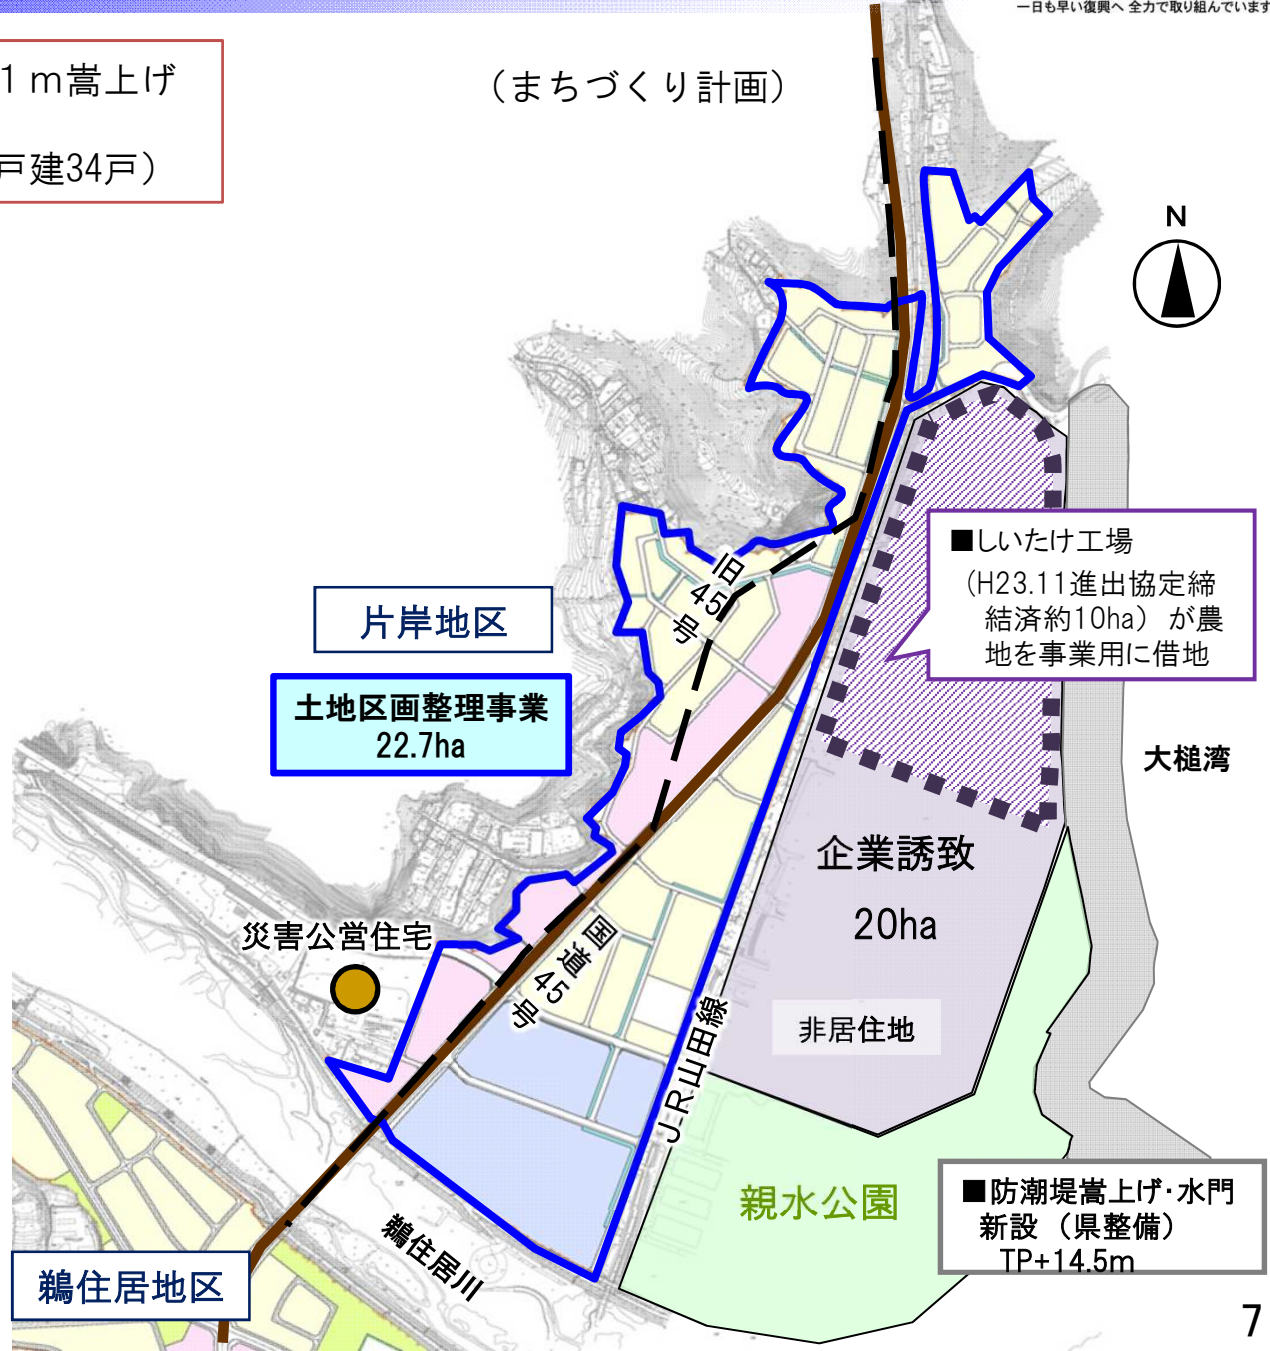 一日も早い復興へ 全力で取り組んでいます
1m嵩上げ
戸建34戸)
(まちづくり計画)
N
■しいたけ工場
(H23.11進出協定締
結済約10ha) が農
地を事業用に借地
旧45号
片岸地区
土地区画整理事業
22.7ha
大槌湾
企業誘致
20ha
災害公営住宅
国道45号
非居住地
JR山田線
親水公園
■防潮堤嵩上げ・水門
新設 (県整備)
TP+14.5m
鵜住居川
鵜住居地区
7